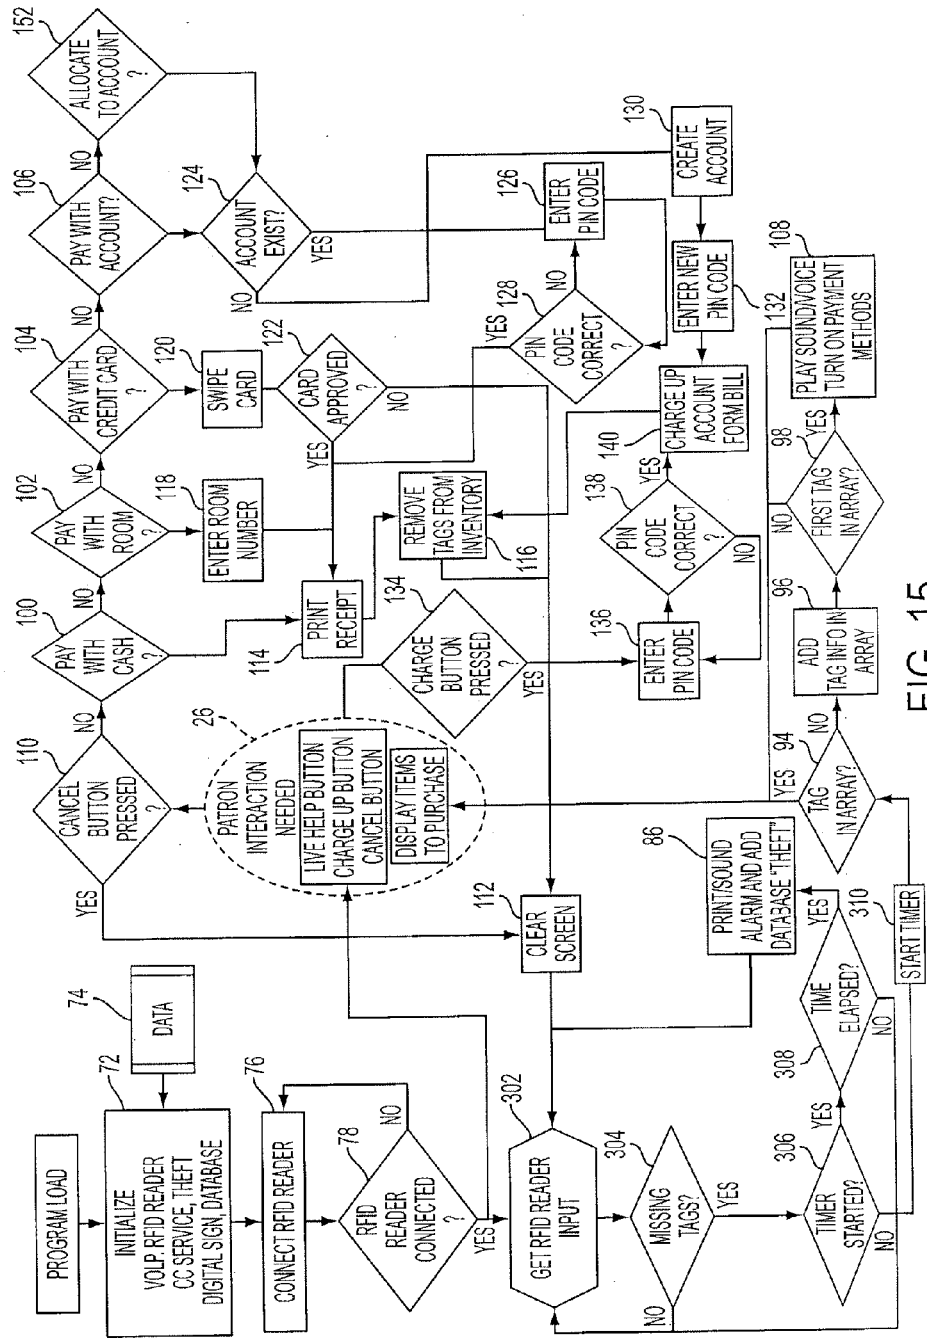 PROGRAM LOAD
72
INITIALIZE
VOLP. RFID READER
CC SERVICE, THEFT
DIGITAL SIGN, DATABASE
74
DATA
76
CONNECT RFID READER
78
RFID
READER
CONNECTED
?
NO
YES
302
GET RFID READER
INPUT
304
MISSING
TAGS?
NO
YES
306
TIMER
STARTED?
YES
NO
308
TIME
ELAPSED?
YES
NO
310
START TIMER
86
PRINT/SOUND
ALARM AND ADD
DATABASE "THEFT"
112
CLEAR
SCREEN
110
CANCEL
BUTTON
PRESSED
?
YES
NO
26
PATRON
INTERACTION
NEEDED
LIVE HELP BUTTON
CHARGE UP BUTTON
CANCEL BUTTON
DISPLAY ITEMS
TO PURCHASE
94
TAG
IN ARRAY?
YES
NO
96
ADD
TAG INFO IN
ARRAY
98
FIRST TAG
IN ARRAY?
NO
YES
108
PLAY SOUND/VOICE
TURN ON PAYMENT
METHODS
100
PAY
WITH
CASH
?
NO
102
PAY
WITH
ROOM
?
NO
104
PAY WITH
CREDIT CARD
?
NO
106
PAY WITH
ACCOUNT?
NO
152
ALLOCATE
TO ACCOUNT
?
114
PRINT
RECEIPT
118
ENTER ROOM
NUMBER
120
SWIPE
CARD
122
CARD
APPROVED
?
YES
NO
124
ACCOUNT
EXIST?
NO
YES
116
REMOVE
TAGS FROM
INVENTORY
134
CHARGE
BUTTON
PRESSED
?
YES
136
ENTER
PIN CODE
138
PIN
CODE
CORRECT
?
YES
NO
140
CHARGE UP
ACCOUNT
FORM BILL
126
ENTER
PIN CODE
128
PIN
CODE
CORRECT
?
YES
NO
130
CREATE
ACCOUNT
132
ENTER NEW
PIN CODE
FIG. 15